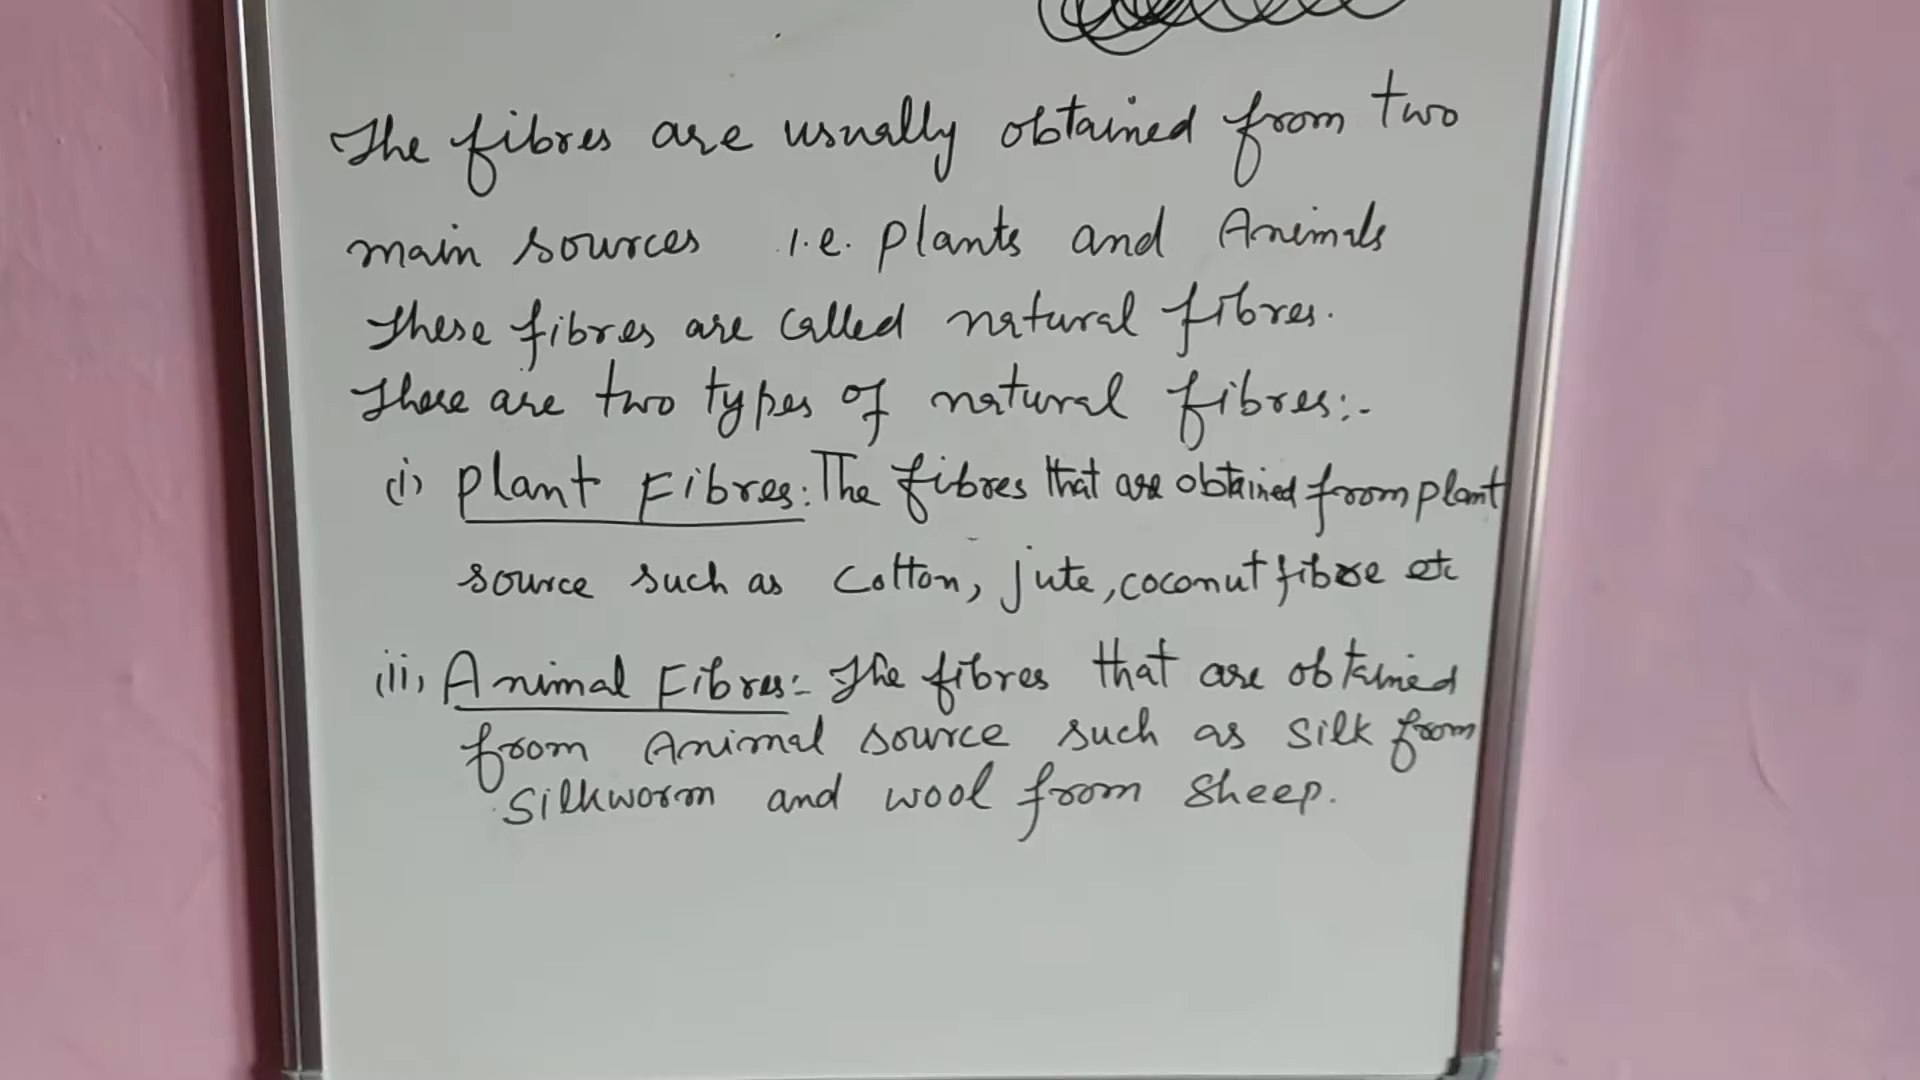 The fibres are usually obtained from two
main sources i.e. plants and Animals
These fibres are called natural fibres.
There are two types of natural fibres:-
(i) Plant Fibres: The fibres that are obtained from plant
source such as Cotton, jute, coconut fibre etc
(ii) Animal Fibres:- The fibres that are obtained
from Animal source such as silk from
silkworm and wool from sheep.